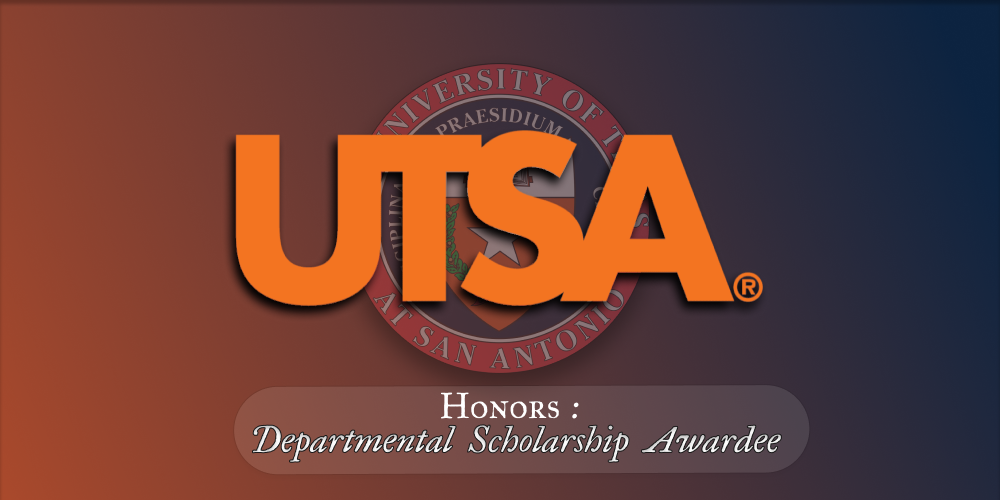 UNIVERSITY OF
PRAESIDIUM
UTSA®
AT SAN ANTONIO
HONORS :
Departmental Scholarship Awardee